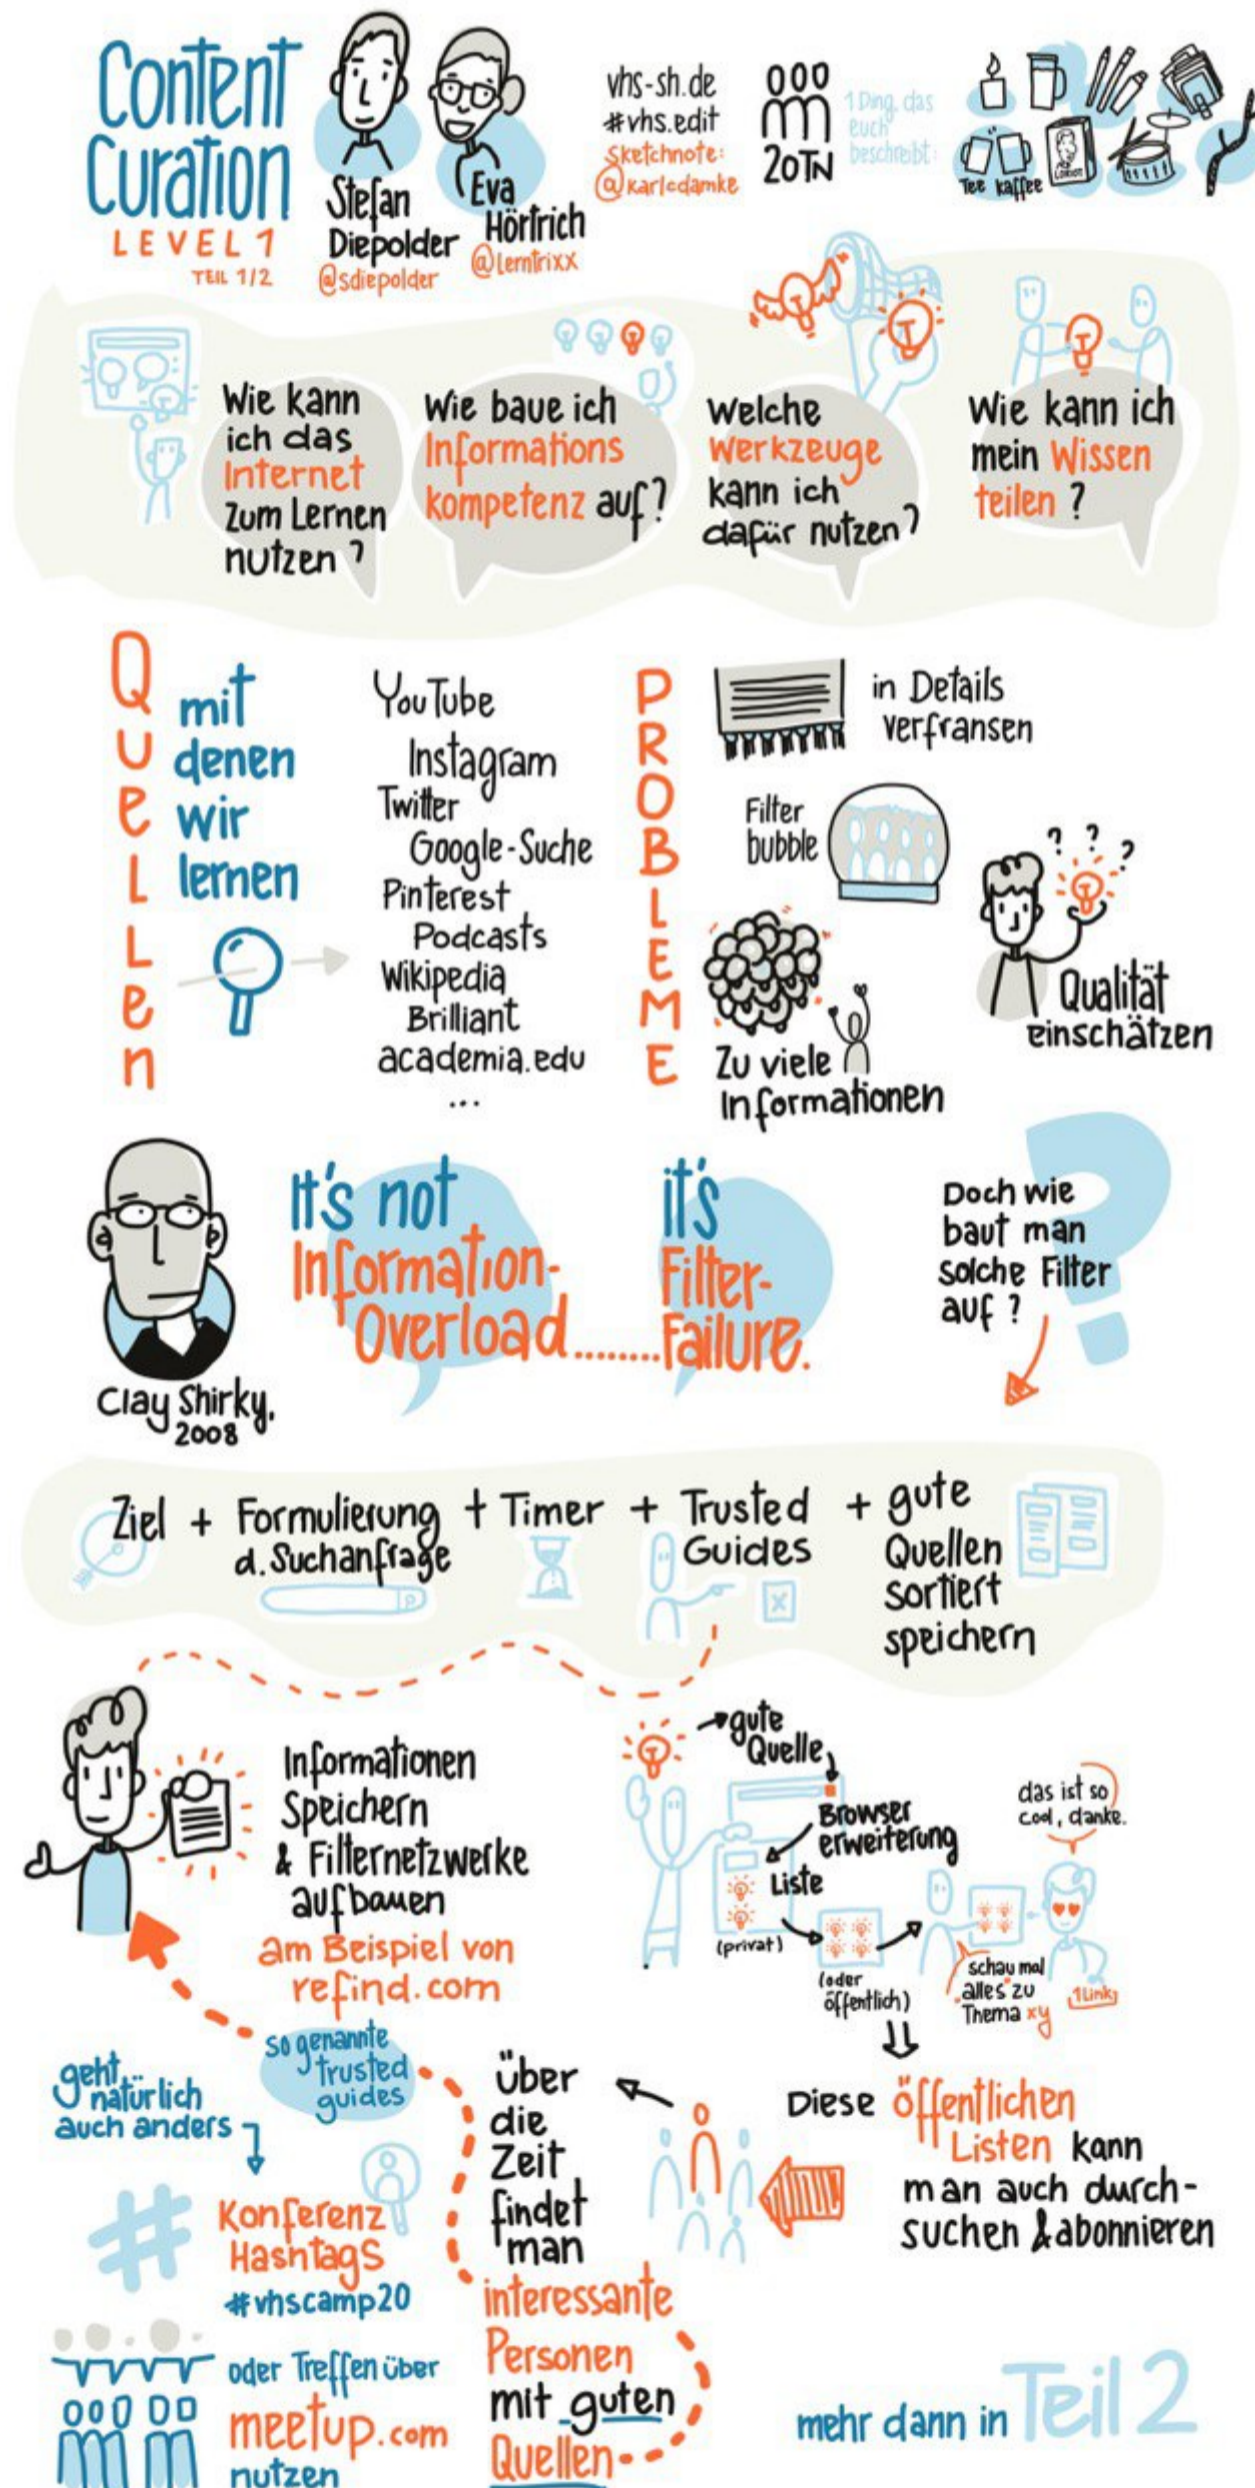 Content
Curation
LEVEL 1
TEIL 1/2
Stefan
Diepolder
@sdiepolder
Eva
Hörtrich
@Lerntrixx
vhs-sh.de
#vhs.edit
Sketchnote:
@karlcdamke
20TN
1 Ding, das
euch
beschreibt:
Tee Kaffee
LORIOT
Wie kann
ich das
Internet
zum Lernen
nutzen?
Wie baue ich
Informations
kompetenz auf?
Welche
Werkzeuge
kann ich
dafür nutzen?
Wie kann ich
mein Wissen
teilen?
Quellen
mit
denen
wir
lernen
YouTube
Instagram
Twitter
Google-Suche
Pinterest
Podcasts
Wikipedia
Brilliant
academia.edu
...
PROBLEME
in Details
verfransen
Filter
bubble
? ? ?
Qualität
einschätzen
Zu viele
Informationen
Clay Shirky,
2008
It's not
Information-
Overload........
it's
Filter-
Failure.
?
Doch wie
baut man
solche Filter
auf?
Ziel + Formulierung
d. Suchanfrage
+ Timer + Trusted
Guides
+ gute
Quellen
sortiert
speichern
Informationen
Speichern
& Filternetzwerke
aufbauen
am Beispiel von
refind.com
gute
Quelle
Browser
erweiterung
Liste
(privat)
(oder
öffentlich)
schau mal
alles zu
Thema xy
das ist so
cool, danke.
1 Link
Diese öffentlichen
Listen kann
man auch durch-
suchen & abonnieren
über
die
Zeit
findet
man
interessante
Personen
mit guten
Quellen
so genannte
trusted
guides
geht
natürlich
auch anders
#
Konferenz
Hashtags
#vhscamp20
oder Treffen über
meetup.com
nutzen
mehr dann in Teil 2